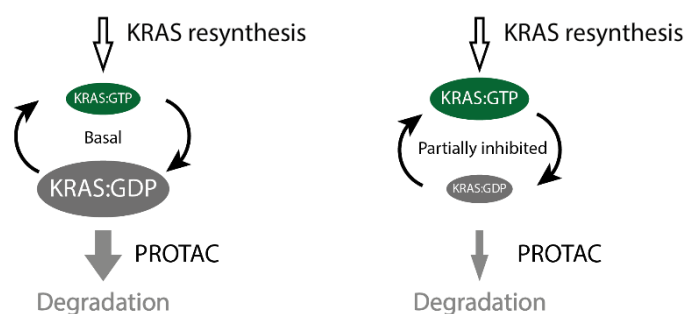 KRAS resynthesis
KRAS:GTP
Basal
KRAS:GDP
PROTAC
Degradation
KRAS resynthesis
KRAS:GTP
Partially inhibited
KRAS:GDP
PROTAC
Degradation